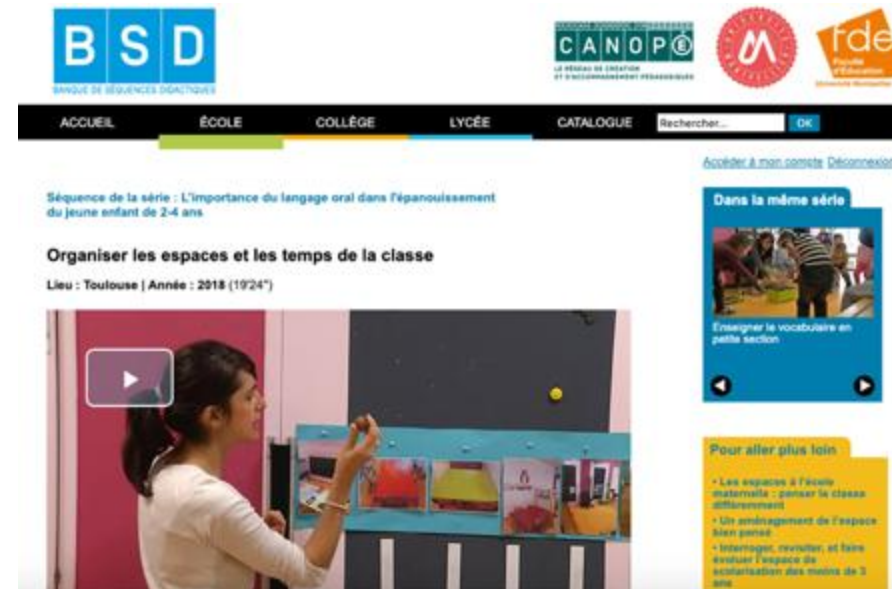 BSD
BANQUE DE SÉQUENCES DIDACTIQUES
CANOPÉ
LE RÉSEAU DE CRÉATION
ET D'ACCOMPAGNEMENT PÉDAGOGIQUES
fde
Faculté
d'Éducation
Université Montpellier
ACCUEIL
ÉCOLE
COLLÈGE
LYCÉE
CATALOGUE
Rechercher...
OK
Accéder à mon compte Déconnexion
Séquence de la série : L'importance du langage oral dans l'épanouissement
du jeune enfant de 2-4 ans
Organiser les espaces et les temps de la classe
Lieu : Toulouse | Année : 2018 (19'24")
Dans la même série
Enseigner le vocabulaire en
petite section
Pour aller plus loin
• Les espaces à l'école
maternelle : penser la classe
différemment
• Un aménagement de l'espace
bien pensé
• Interroger, revisiter, et faire
évoluer l'espace de
scolarisation des moins de 3
ans